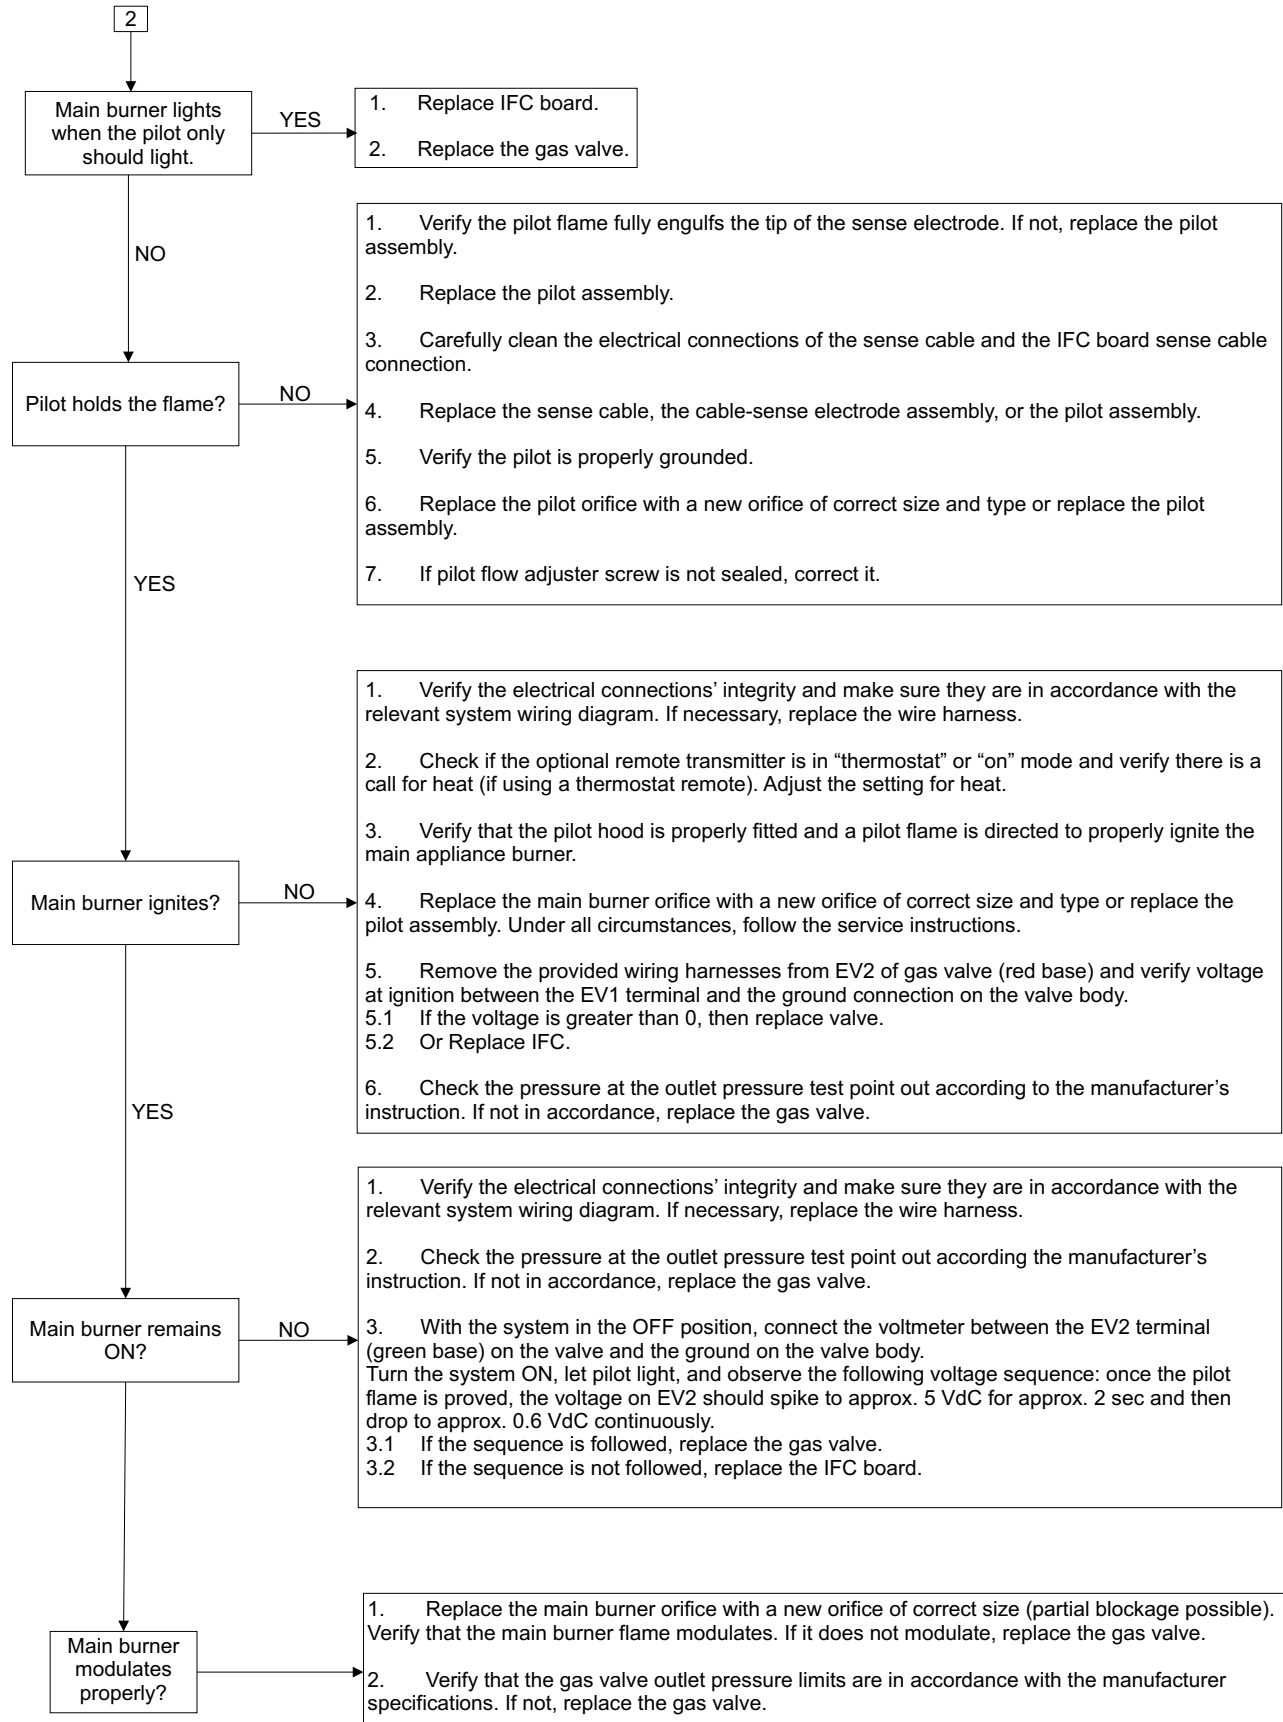 2
Main burner lights
when the pilot only
should light.
YES
1. Replace IFC board.
2. Replace the gas valve.
NO
1. Verify the pilot flame fully engulfs the tip of the sense electrode. If not, replace the pilot
assembly.
2. Replace the pilot assembly.
3. Carefully clean the electrical connections of the sense cable and the IFC board sense cable
connection.
4. Replace the sense cable, the cable-sense electrode assembly, or the pilot assembly.
5. Verify the pilot is properly grounded.
6. Replace the pilot orifice with a new orifice of correct size and type or replace the pilot
assembly.
7. If pilot flow adjuster screw is not sealed, correct it.
Pilot holds the flame?
NO
YES
1. Verify the electrical connections’ integrity and make sure they are in accordance with the
relevant system wiring diagram. If necessary, replace the wire harness.
2. Check if the optional remote transmitter is in “thermostat” or “on” mode and verify there is a
call for heat (if using a thermostat remote). Adjust the setting for heat.
3. Verify that the pilot hood is properly fitted and a pilot flame is directed to properly ignite the
main appliance burner.
4. Replace the main burner orifice with a new orifice of correct size and type or replace the
pilot assembly. Under all circumstances, follow the service instructions.
5. Remove the provided wiring harnesses from EV2 of gas valve (red base) and verify voltage
at ignition between the EV1 terminal and the ground connection on the valve body.
5.1 If the voltage is greater than 0, then replace valve.
5.2 Or Replace IFC.
6. Check the pressure at the outlet pressure test point out according to the manufacturer’s
instruction. If not in accordance, replace the gas valve.
Main burner ignites?
NO
YES
1. Verify the electrical connections’ integrity and make sure they are in accordance with the
relevant system wiring diagram. If necessary, replace the wire harness.
2. Check the pressure at the outlet pressure test point out according the manufacturer’s
instruction. If not in accordance, replace the gas valve.
3. With the system in the OFF position, connect the voltmeter between the EV2 terminal
(green base) on the valve and the ground on the valve body.
Turn the system ON, let pilot light, and observe the following voltage sequence: once the pilot
flame is proved, the voltage on EV2 should spike to approx. 5 VdC for approx. 2 sec and then
drop to approx. 0.6 VdC continuously.
3.1 If the sequence is followed, replace the gas valve.
3.2 If the sequence is not followed, replace the IFC board.
Main burner remains
ON?
NO
Main burner
modulates
properly?
1. Replace the main burner orifice with a new orifice of correct size (partial blockage possible).
Verify that the main burner flame modulates. If it does not modulate, replace the gas valve.
2. Verify that the gas valve outlet pressure limits are in accordance with the manufacturer
specifications. If not, replace the gas valve.